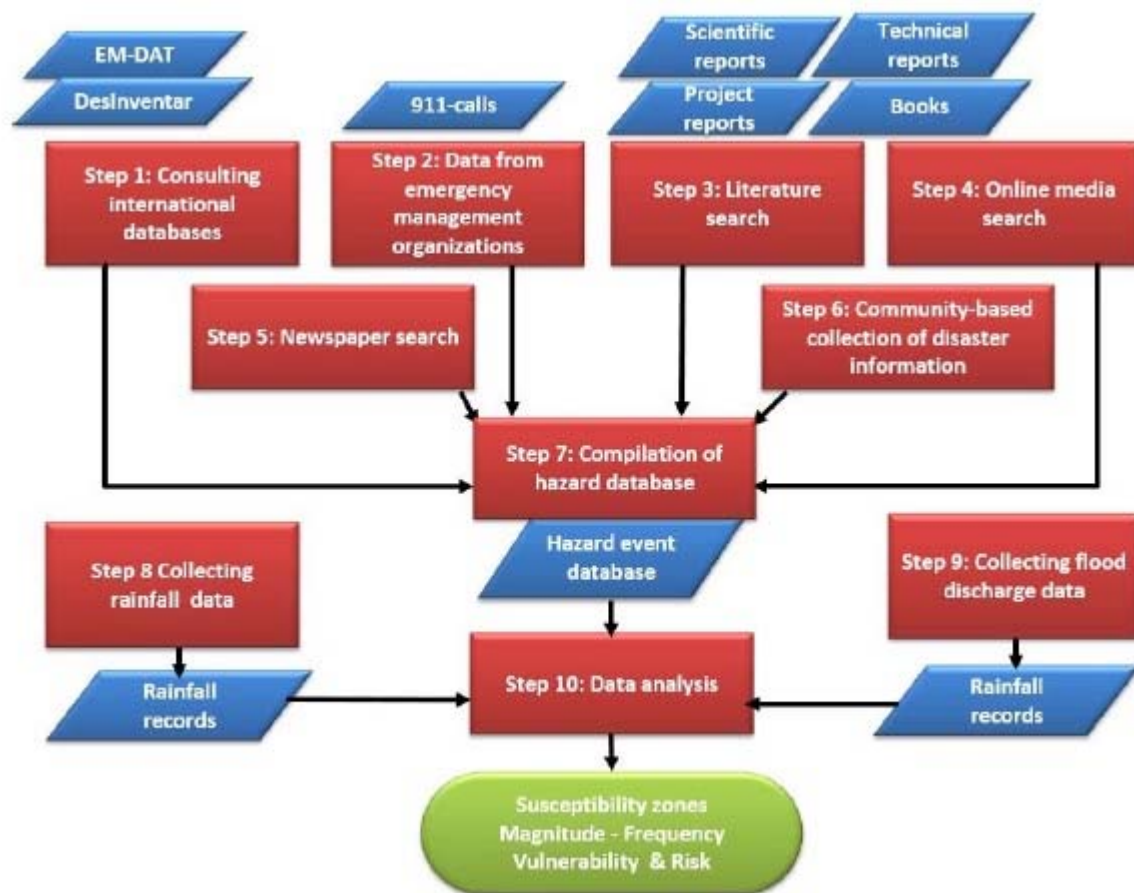 EM-DAT
DesInventar
911-calls
Scientific
reports
Technical
reports
Project
reports
Books
Step 1: Consulting
international
databases
Step 2: Data from
emergency
management
organizations
Step 3: Literature
search
Step 4: Online media
search
Step 5: Newspaper search
Step 6: Community-based
collection of disaster
information
Step 7: Compilation of
hazard database
Hazard event
database
Step 8 Collecting
rainfall data
Step 9: Collecting flood
discharge data
Rainfall
records
Step 10: Data analysis
Rainfall
records
Susceptibility zones
Magnitude - Frequency
Vulnerability & Risk